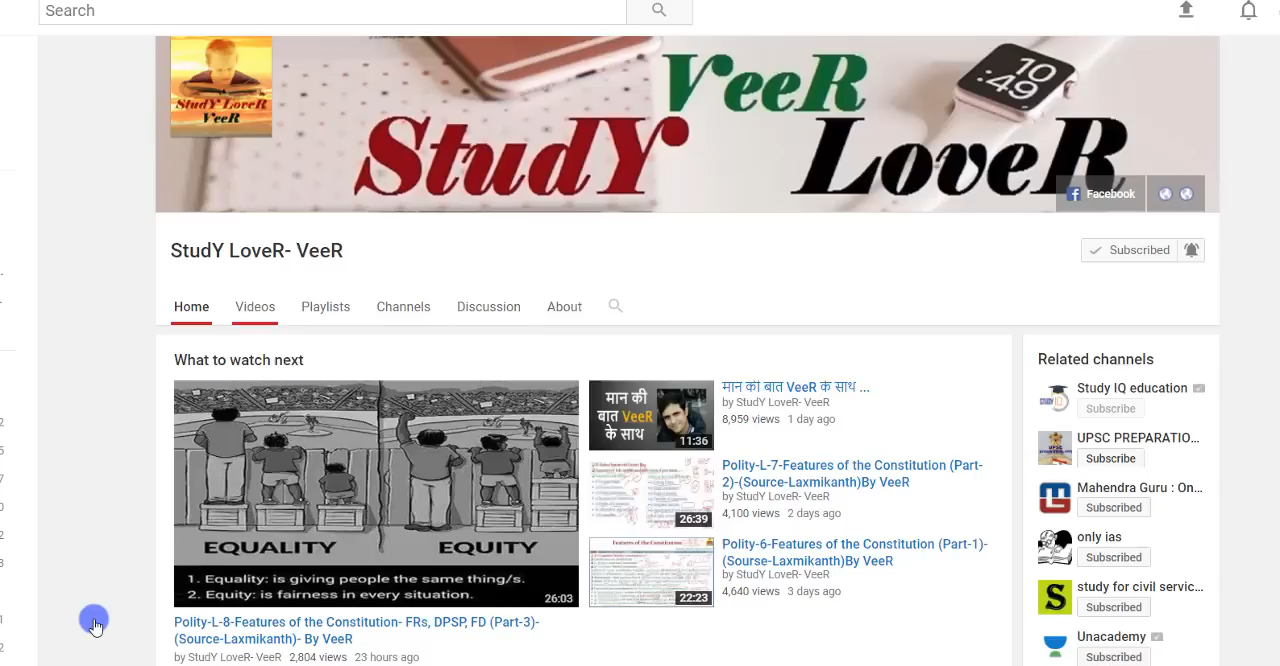 Search
StudY LoveR
VeeR
VeeR
StudY LoveR
10
:49
Facebook
StudY LoveR- VeeR
Subscribed
Home Videos Playlists Channels Discussion About
What to watch next
EQUALITY EQUITY
1. Equality: is giving people the same thing/s.
2. Equity: is fairness in every situation.
26:03
Polity-L-8-Features of the Constitution- FRs, DPSP, FD (Part-3)-
(Source-Laxmikanth)- By VeeR
by StudY LoveR- VeeR 2,804 views 23 hours ago
मान की
बात VeeR
के साथ
11:36
मान की बात VeeR के साथ ...
by StudY LoveR- VeeR
8,959 views 1 day ago
26:39
Polity-L-7-Features of the Constitution (Part-
2)-(Source-Laxmikanth)By VeeR
by StudY LoveR- VeeR
4,100 views 2 days ago
Features of the Constitution
22:23
Polity-6-Features of the Constitution (Part-1)-
(Sourse-Laxmikanth)By VeeR
by StudY LoveR- VeeR
4,640 views 3 days ago
Related channels
Study IQ education
Subscribe
UPSC PREPARATIO...
Subscribe
Mahendra Guru : On...
Subscribed
only ias
Subscribed
S
study for civil servic...
Subscribed
Unacademy
Subscribed